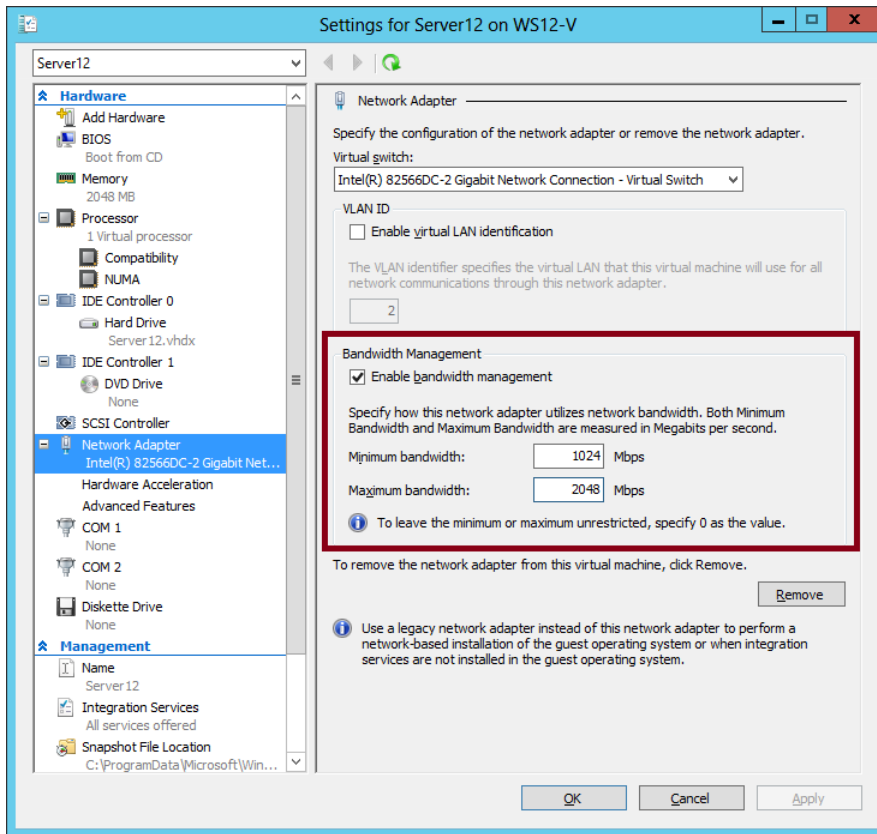 Settings for Server12 on WS12-V
Server12
Hardware
Add Hardware
BIOS
Boot from CD
Memory
2048 MB
Processor
1 Virtual processor
Compatibility
NUMA
IDE Controller 0
Hard Drive
Server12.vhdx
IDE Controller 1
DVD Drive
None
SCSI Controller
Network Adapter
Intel(R) 82566DC-2 Gigabit Net...
Hardware Acceleration
Advanced Features
COM 1
None
COM 2
None
Diskette Drive
None
Management
Name
Server12
Integration Services
All services offered
Snapshot File Location
C:\ProgramData\Microsoft\Win...
Network Adapter
Specify the configuration of the network adapter or remove the network adapter.
Virtual switch:
Intel(R) 82566DC-2 Gigabit Network Connection - Virtual Switch
VLAN ID
Enable virtual LAN identification
The VLAN identifier specifies the virtual LAN that this virtual machine will use for all
network communications through this network adapter.
2
Bandwidth Management
Enable bandwidth management
Specify how this network adapter utilizes network bandwidth. Both Minimum
Bandwidth and Maximum Bandwidth are measured in Megabits per second.
Minimum bandwidth: 1024 Mbps
Maximum bandwidth: 2048 Mbps
To leave the minimum or maximum unrestricted, specify 0 as the value.
To remove the network adapter from this virtual machine, click Remove.
Remove
Use a legacy network adapter instead of this network adapter to perform a
network-based installation of the guest operating system or when integration
services are not installed in the guest operating system.
OK Cancel Apply